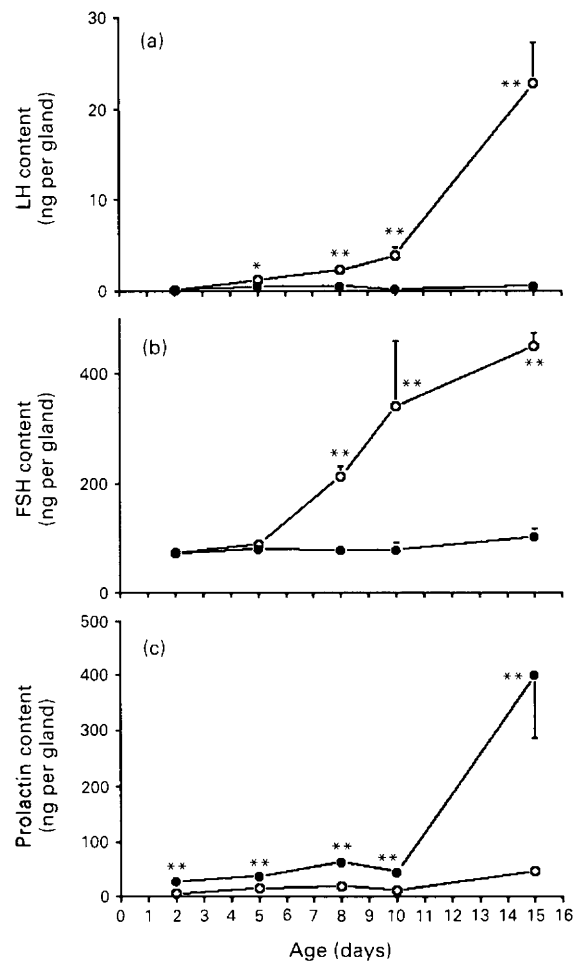 (a)
LH content
(ng per gland)
30
20
10
0
**
**
**
*
(b)
FSH content
(ng per gland)
400
200
0
**
**
**
(c)
Prolactin content
(ng per gland)
500
400
300
200
100
0
**
**
**
**
**
0 1 2 3 4 5 6 7 8 9 10 11 12 13 14 15 16
Age (days)